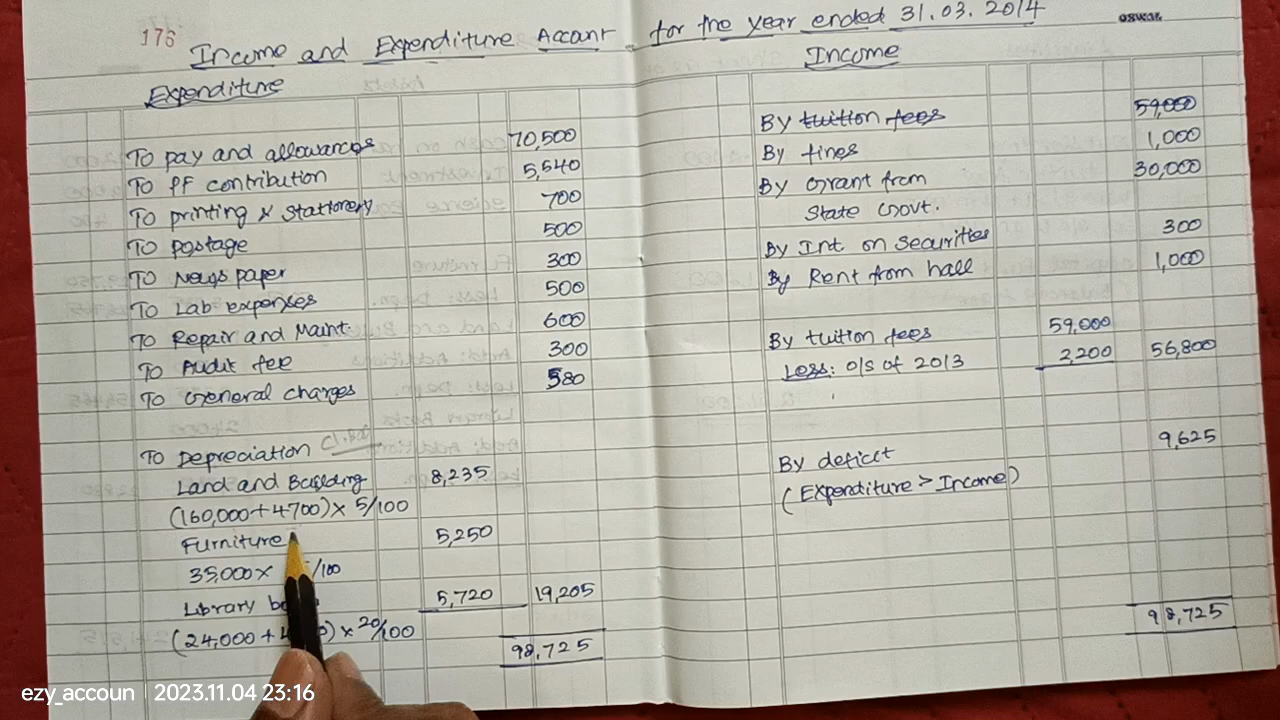 176
Income and Expenditure Account for the year ended 31.03.2014
OSWAL
Expenditure
To pay and allowances 70,500
To PF contribution 5,540
To printing & stationery 700
To postage 500
To News paper 300
To Lab expenses 500
To Repair and Maint. 600
To Audit fee 300
To General charges 580
To Depreciation
Land and Building 8,235
(160,000+4700)× 5/100
Furniture 5,250
35,000× /100
Library 5,720 19,205
(24,000+ )× 20/100
98,725
Income
By tuition fees 59,000
By fines 1,000
By Grant from 30,000
State Govt.
By Int on Securities 300
By Rent from hall 1,000
By tuition fees 59,000
Less: o/s of 2013 2,200 56,800
By deficit 9,625
(Expenditure > Income)
98,725
ezy_accoun | 2023.11.04 23:16